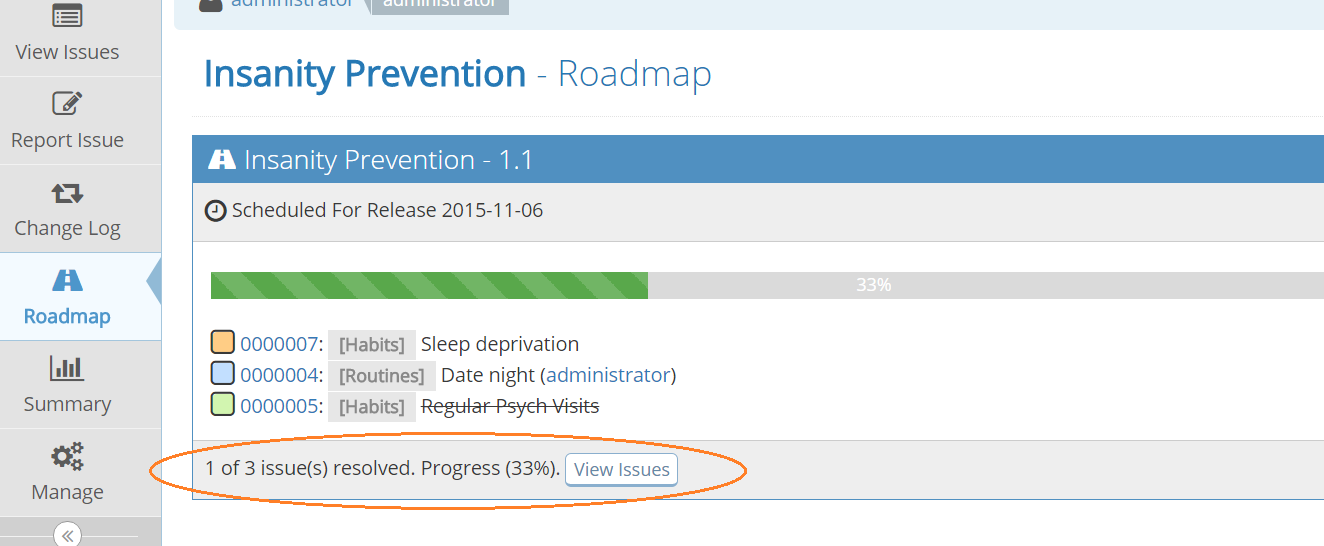 administrator administrator
View Issues
Report Issue
Change Log
Roadmap
Summary
Manage
Insanity Prevention - Roadmap
Insanity Prevention - 1.1
Scheduled For Release 2015-11-06
33%
0000007: [Habits] Sleep deprivation
0000004: [Routines] Date night (administrator)
0000005: [Habits] Regular Psych Visits
1 of 3 issue(s) resolved. Progress (33%). View Issues